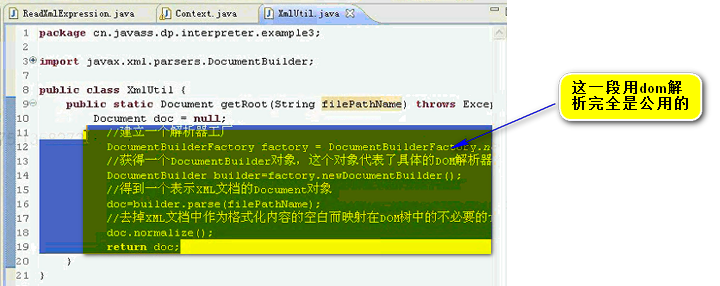 ReadXmlExpression.java Context.java XmlUtil.java
1 package cn.javass.dp.interpreter.example3;
3 import javax.xml.parsers.DocumentBuilder;
8 public class XmlUtil {
9 public static Document getRoot(String filePathName) throws Excep
10 Document doc = null;
11 //建立一个解析器工厂
12 DocumentBuilderFactory factory = DocumentBuilderFactory.ne
13 //获得一个DocumentBuilder对象，这个对象代表了具体的DOM解析器
14 DocumentBuilder builder=factory.newDocumentBuilder();
15 //得到一个表示XML文档的Document对象
16 doc=builder.parse(filePathName);
17 //去掉XML文档中作为格式化内容的空白而映射在DOM树中的不必要的
18 doc.normalize();
19 return doc;
20 }
21 }
这一段用dom解
析完全是公用的